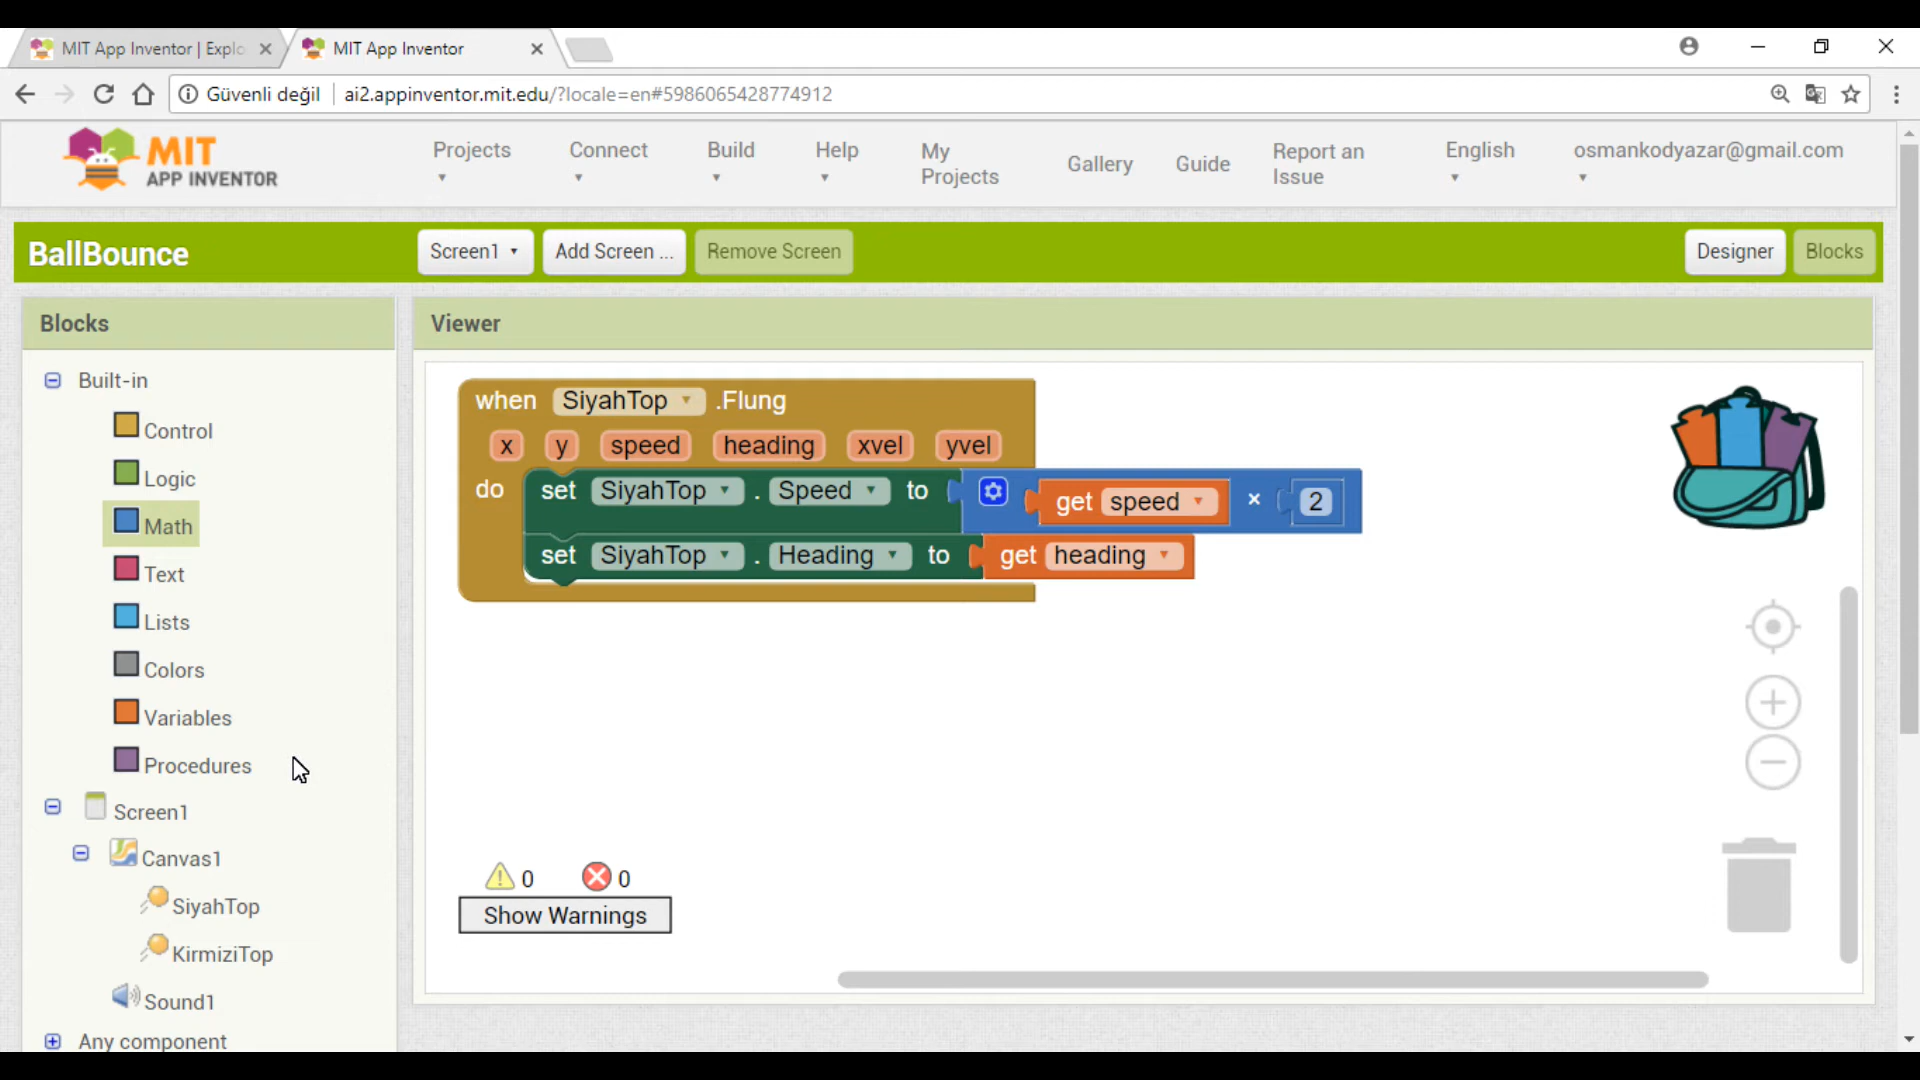 MIT App Inventor | Explo
MIT App Inventor
Güvenli değil
ai2.appinventor.mit.edu/?locale=en#5986065428774912
MIT
APP INVENTOR
Projects
Connect
Build
Help
My
Projects
Gallery
Guide
Report an
Issue
English
osmankodyazar@gmail.com
BallBounce
Screen1
Add Screen ...
Remove Screen
Designer
Blocks
Blocks
Built-in
Control
Logic
Math
Text
Lists
Colors
Variables
Procedures
Screen1
Canvas1
SiyahTop
KirmiziTop
Sound1
Any component
Viewer
when SiyahTop .Flung
x y speed heading xvel yvel
do set SiyahTop . Speed to get speed × 2
set SiyahTop . Heading to get heading
0 0
Show Warnings